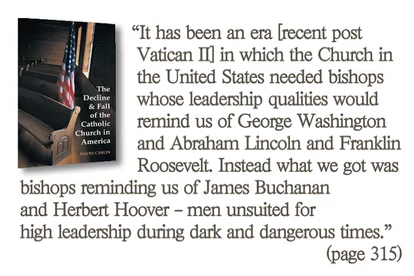 The
Decline
& Fall
of the
Catholic
Church in
America
DAVID CARLIN
“It has been an era [recent post
Vatican II] in which the Church in
the United States needed bishops
whose leadership qualities would
remind us of George Washington
and Abraham Lincoln and Franklin
Roosevelt. Instead what we got was
bishops reminding us of James Buchanan
and Herbert Hoover – men unsuited for
high leadership during dark and dangerous times.”
(page 315)